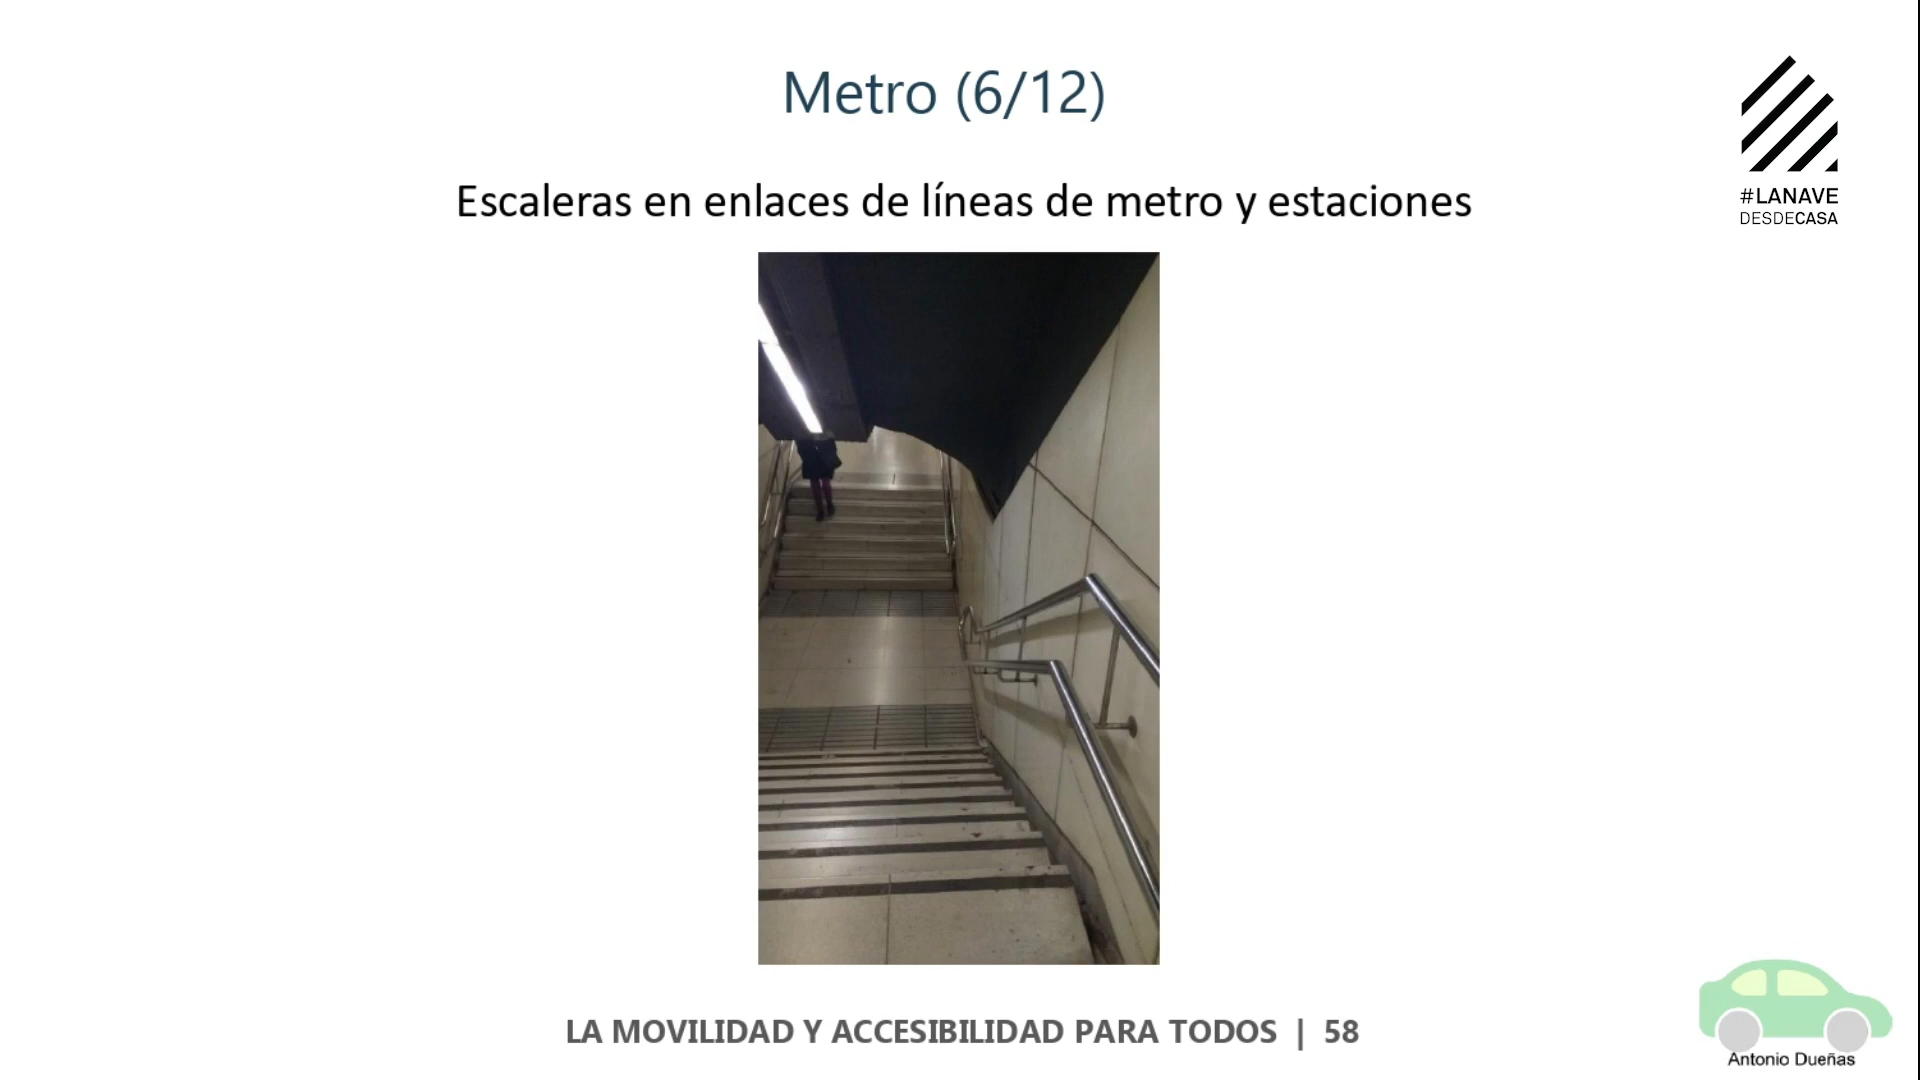 Metro (6/12)
#LANAVE
DESDECASA
Escaleras en enlaces de líneas de metro y estaciones
LA MOVILIDAD Y ACCESIBILIDAD PARA TODOS | 58
Antonio Dueñas